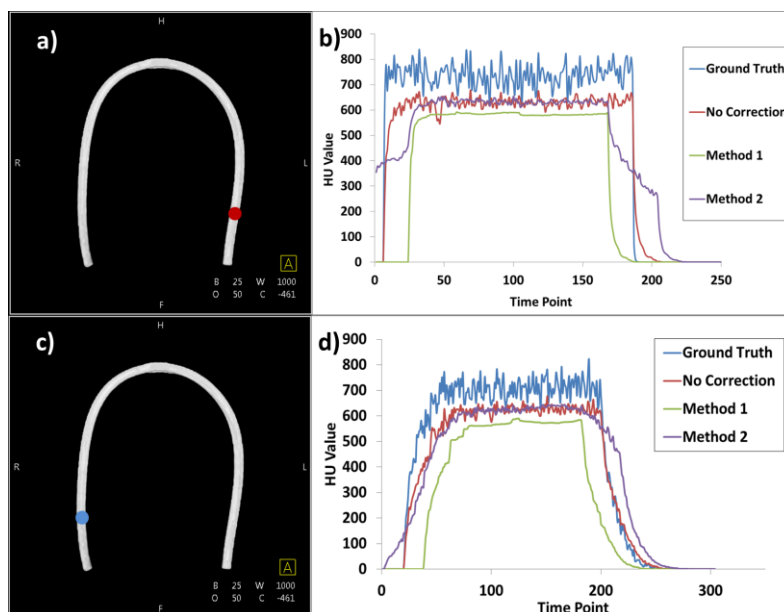 a)
H
R
L
A
B 25 W 1000
O 50 C -461
F
b)
HU Value
900
800
700
600
500
400
300
200
100
0
0 50 100 150 200 250
Time Point
Ground Truth
No Correction
Method 1
Method 2
c)
H
R
L
A
B 25 W 1000
O 50 C -461
F
d)
HU Value
900
800
700
600
500
400
300
200
100
0
0 100 200 300
Time Point
Ground Truth
No Correction
Method 1
Method 2